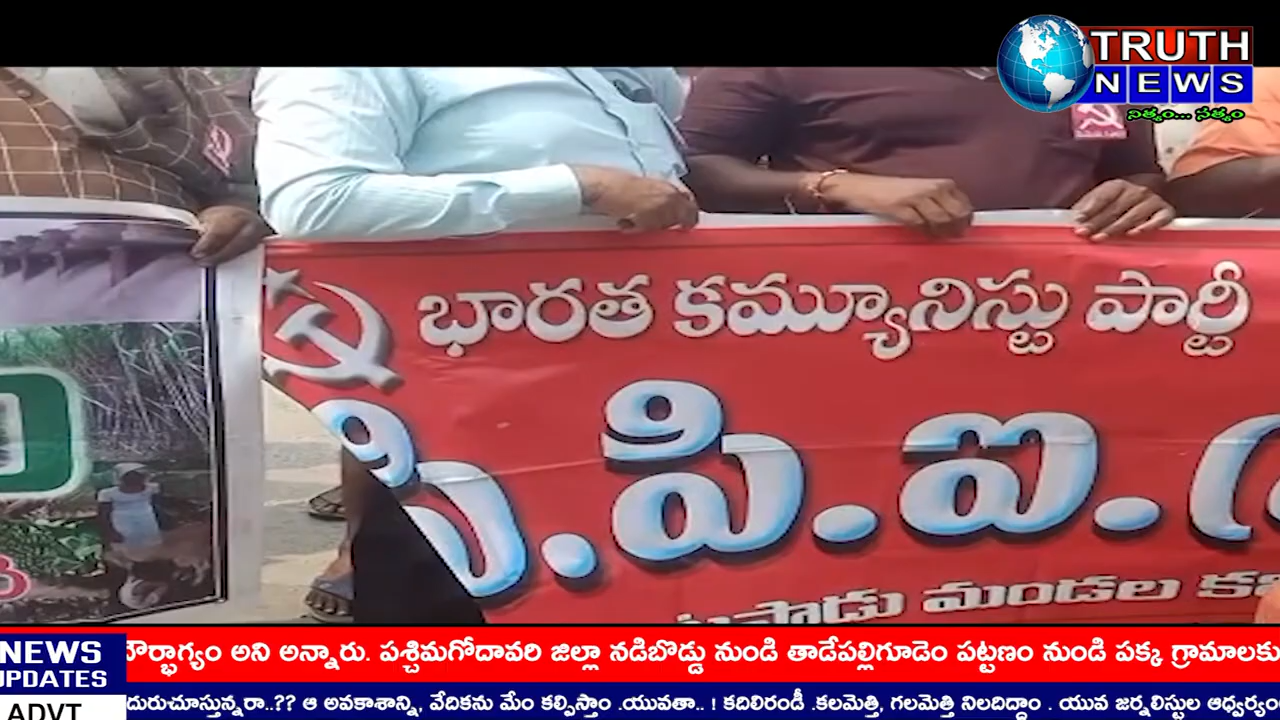 TRUTH
NEWS
నిత్యం... సత్యం
భారత కమ్యూనిస్టు పార్టీ
సి.పి.ఐ.
మండల
NEWS
UPDATES
దౌర్భాగ్యం అని అన్నారు. పశ్చిమగోదావరి జిల్లా నడిబొడ్డు నుండి తాడేపల్లిగూడెం పట్టణం నుండి పక్క గ్రామాలకు
ADVT
దురుచూస్తున్నరా..?? ఆ అవకాశాన్ని, వేదికను మేం కల్పిస్తాం .యువతా.. ! కదిలిరండీ .కలమెత్తి, గలమెత్తి నిలదిద్దాం . యువ జర్నలిస్టుల ఆధ్వర్యం